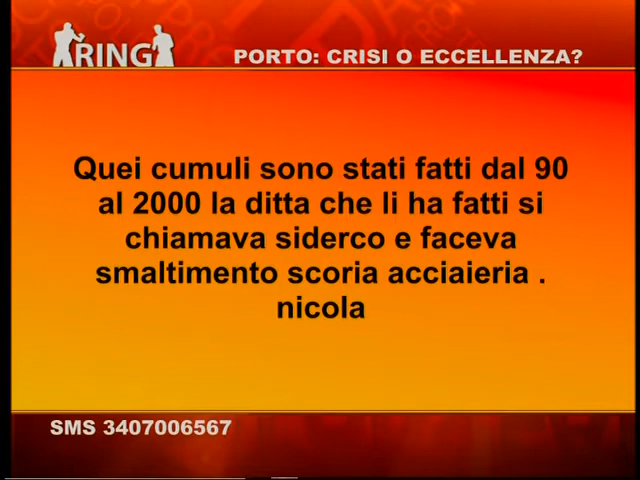 RING
PORTO: CRISI O ECCELLENZA?
Quei cumuli sono stati fatti dal 90
al 2000 la ditta che li ha fatti si
chiamava siderco e faceva
smaltimento scoria acciaieria .
nicola
SMS 3407006567